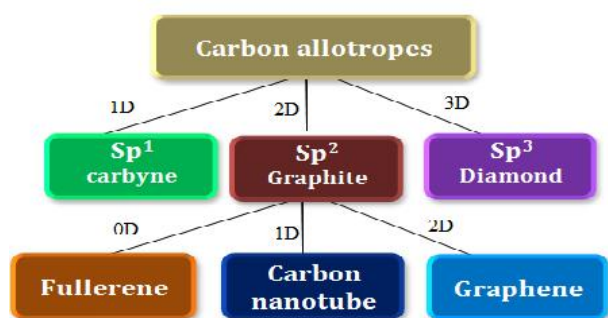 Carbon allotropes
1D
2D
3D
Sp¹
carbyne
Sp²
Graphite
Sp³
Diamond
0D
1D
2D
Fullerene
Carbon
nanotube
Graphene